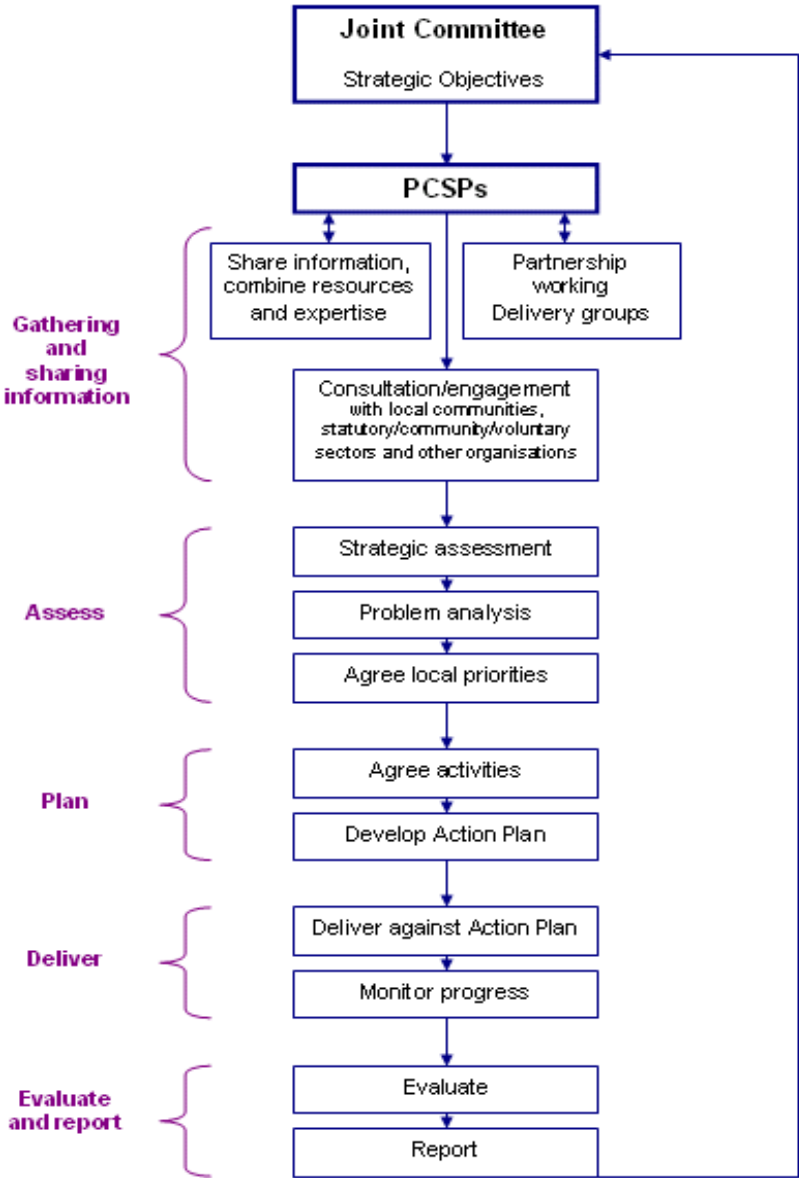 Joint Committee
Strategic Objectives
PCSPs
Share information,
combine resources
and expertise
Partnership
working
Delivery groups
Gathering
and
sharing
information
Consultation/engagement
with local communities,
statutory/community/voluntary
sectors and other organisations
Assess
Strategic assessment
Problem analysis
Agree local priorities
Plan
Agree activities
Develop Action Plan
Deliver
Deliver against Action Plan
Monitor progress
Evaluate
and report
Evaluate
Report